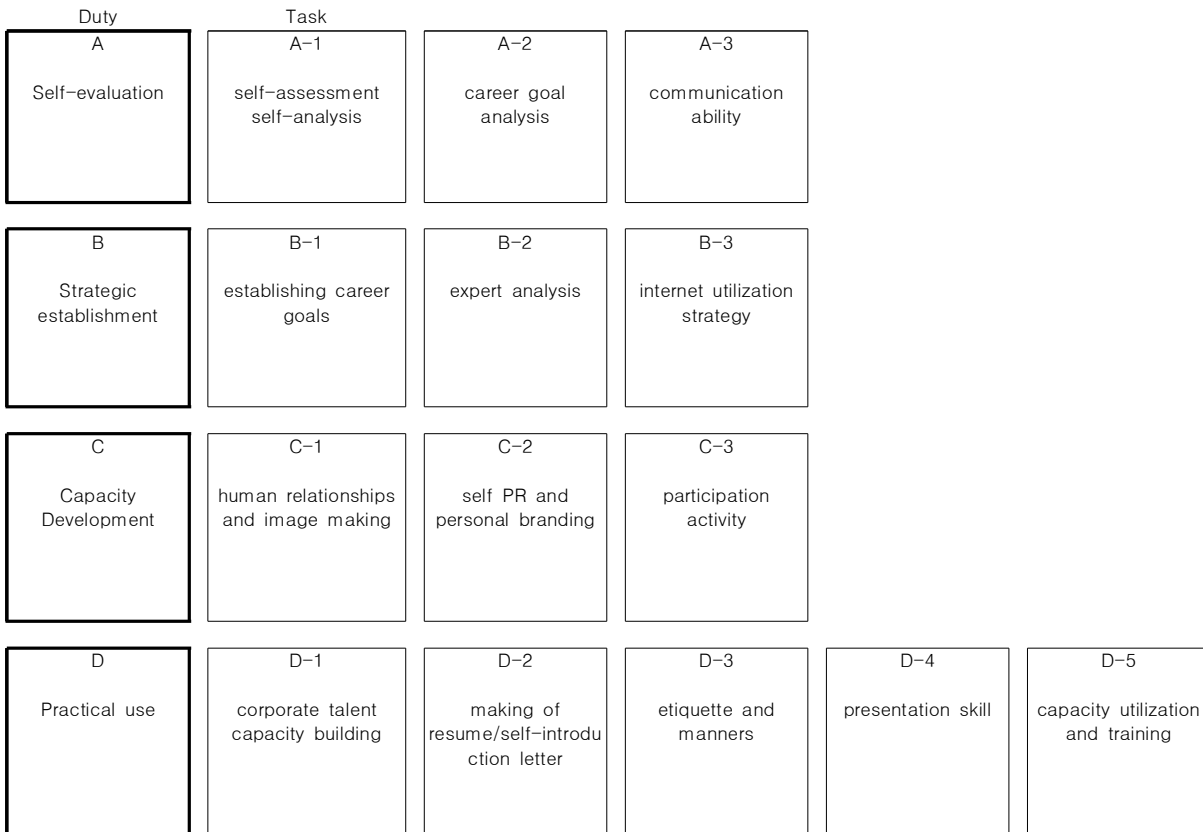 Duty Task
A
Self-evaluation
A-1
self-assessment
self-analysis
A-2
career goal
analysis
A-3
communication
ability
B
Strategic
establishment
B-1
establishing career
goals
B-2
expert analysis
B-3
internet utilization
strategy
C
Capacity
Development
C-1
human relationships
and image making
C-2
self PR and
personal branding
C-3
participation
activity
D
Practical use
D-1
corporate talent
capacity building
D-2
making of
resume/self-introdu
ction letter
D-3
etiquette and
manners
D-4
presentation skill
D-5
capacity utilization
and training